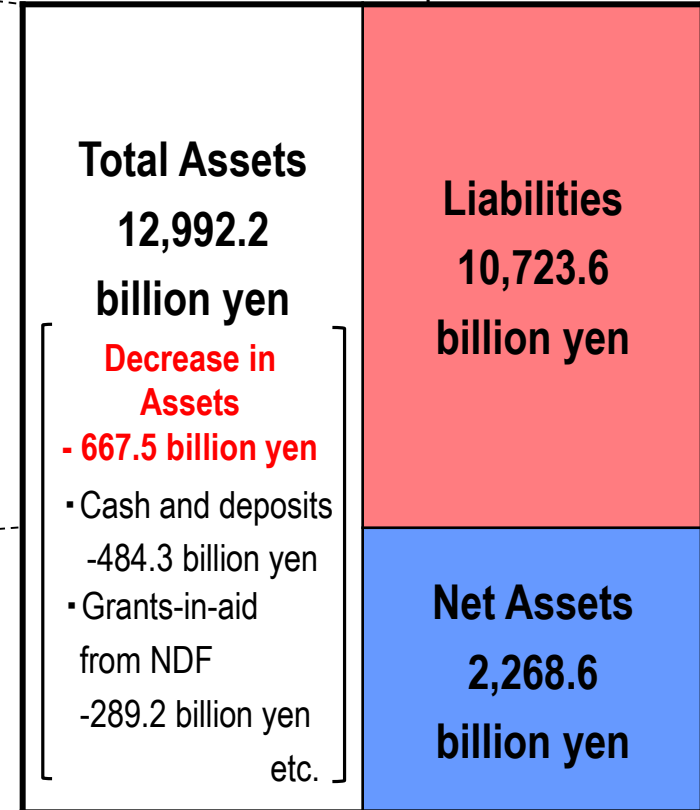 Total Assets
12,992.2
billion yen
Decrease in
Assets
- 667.5 billion yen
・Cash and deposits
-484.3 billion yen
・Grants-in-aid
from NDF
-289.2 billion yen
etc.
Liabilities
10,723.6
billion yen
Net Assets
2,268.6
billion yen